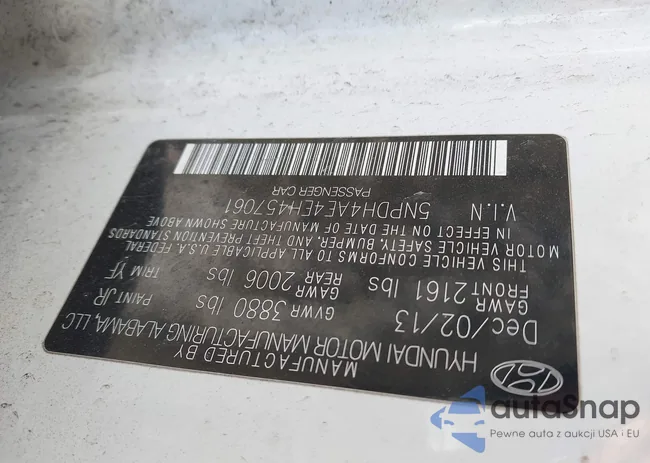 MANUFACTURED BY
HYUNDAI MOTOR MANUFACTURING ALABAMA, LLC
Dec/02/13 PAINT JR
GVWR 3880 lbs TRIM YF
GAWR FRONT 2161 lbs GAWR REAR 2006 lbs
THIS VEHICLE CONFORMS TO ALL APPLICABLE U.S.A. FEDERAL
MOTOR VEHICLE SAFETY, BUMPER, AND THEFT PREVENTION STANDARDS
IN EFFECT ON THE DATE OF MANUFACTURE SHOWN ABOVE
V.I.N 5NPDH4AE4EH457061
PASSENGER CAR
autaSnap
Pewne auta z aukcji USA i EU